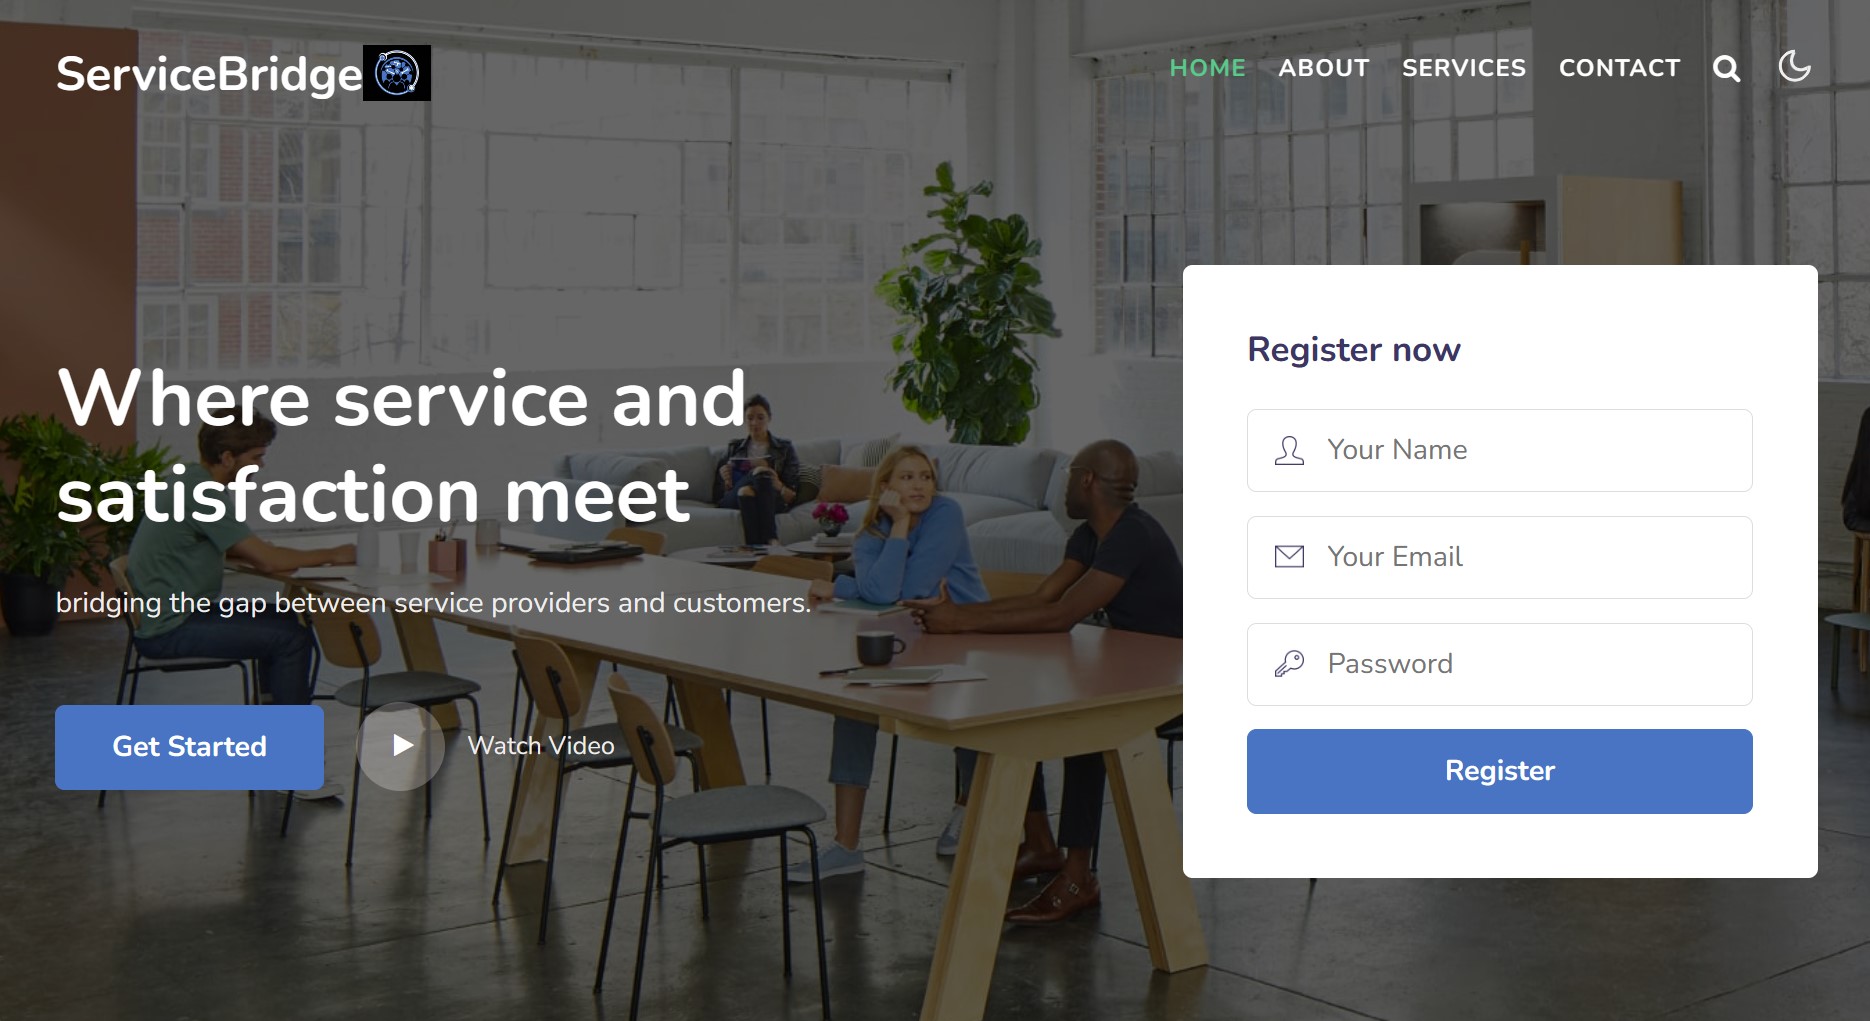 ServiceBridge
HOME ABOUT SERVICES CONTACT
Where service and
satisfaction meet
bridging the gap between service providers and customers.
Get Started
Watch Video
Register now
Your Name
Your Email
Password
Register